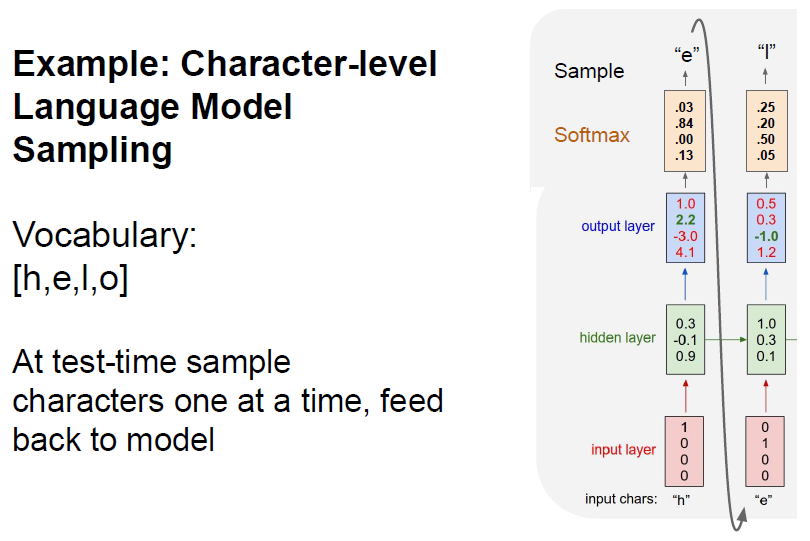 Example: Character-level
Language Model
Sampling
Vocabulary:
[h,e,l,o]
At test-time sample
characters one at a time, feed
back to model
Sample “e” “l”
.03 .25
.84 .20
Softmax .00 .50
.13 .05
1.0 0.5
output layer 2.2 0.3
-3.0 -1.0
4.1 1.2
0.3 1.0
hidden layer -0.1 0.3
0.9 0.1
1 0
input layer 0 1
0 0
0 0
input chars: “h” “e”